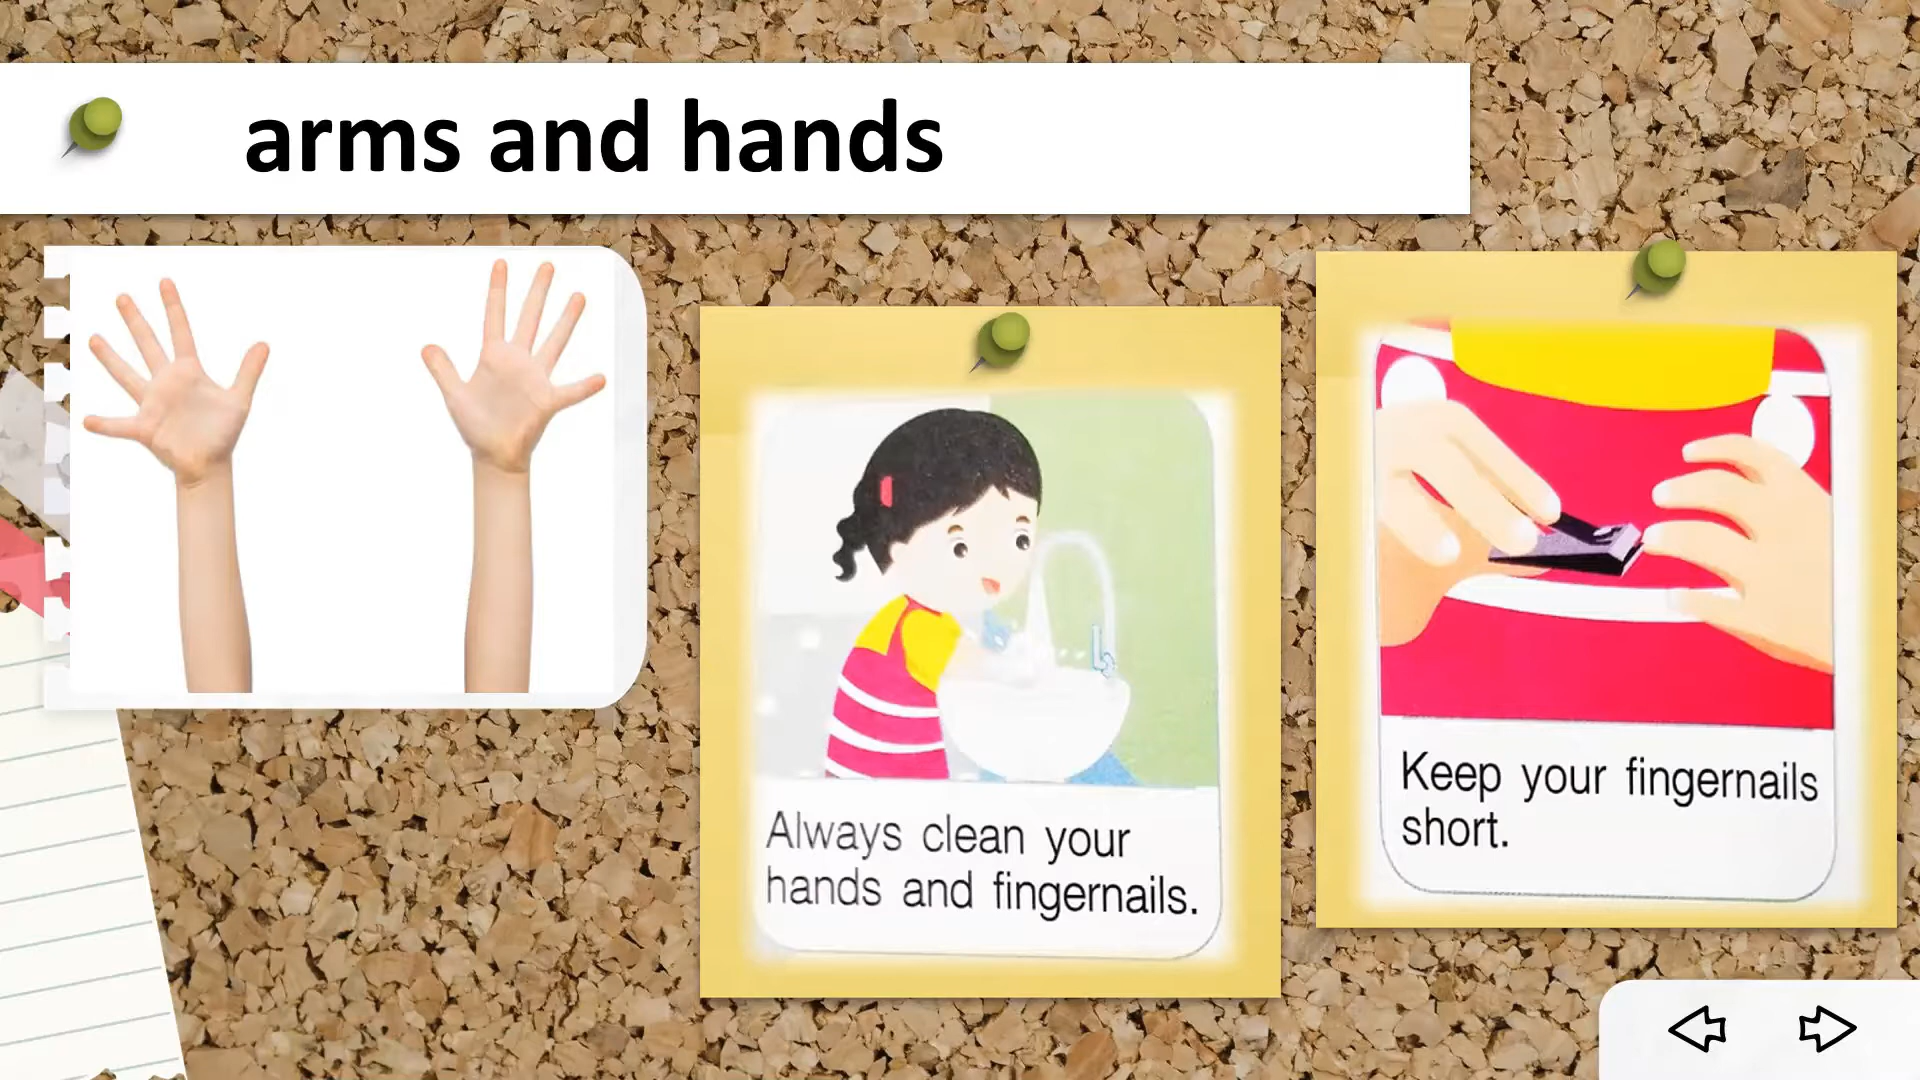 arms and hands
Always clean your
hands and fingernails.
Keep your fingernails
short.